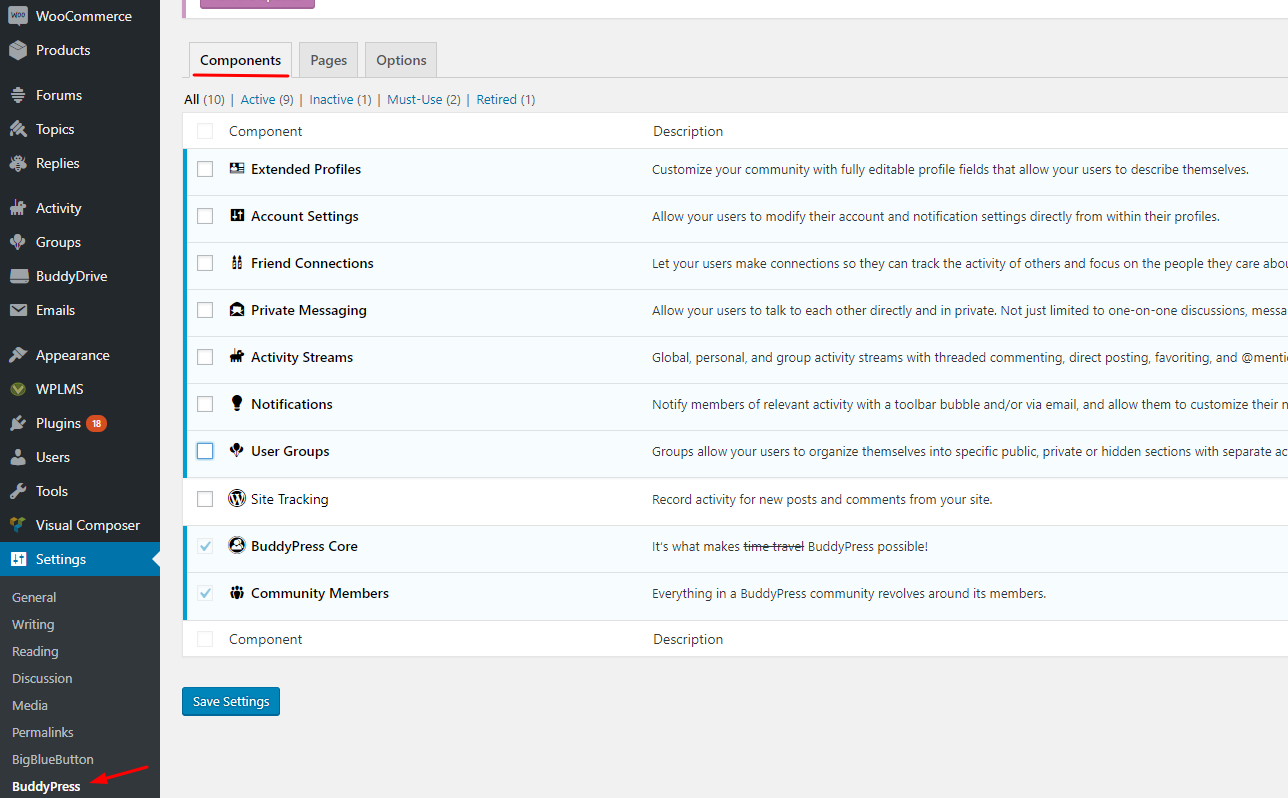 WOO
WooCommerce
Products
Forums
Topics
Replies
Activity
Groups
BuddyDrive
Emails
Appearance
WPLMS
Plugins 18
Users
Tools
Visual Composer
Settings
General
Writing
Reading
Discussion
Media
Permalinks
BigBlueButton
BuddyPress
Components Pages Options
All (10) | Active (9) | Inactive (1) | Must-Use (2) | Retired (1)
Component Description
Extended Profiles Customize your community with fully editable profile fields that allow your users to describe themselves.
Account Settings Allow your users to modify their account and notification settings directly from within their profiles.
Friend Connections Let your users make connections so they can track the activity of others and focus on the people they care abou
Private Messaging Allow your users to talk to each other directly and in private. Not just limited to one-on-one discussions, messa
Activity Streams Global, personal, and group activity streams with threaded commenting, direct posting, favoriting, and @menti
Notifications Notify members of relevant activity with a toolbar bubble and/or via email, and allow them to customize their n
User Groups Groups allow your users to organize themselves into specific public, private or hidden sections with separate ac
Site Tracking Record activity for new posts and comments from your site.
BuddyPress Core It's what makes time travel BuddyPress possible!
Community Members Everything in a BuddyPress community revolves around its members.
Component Description
Save Settings